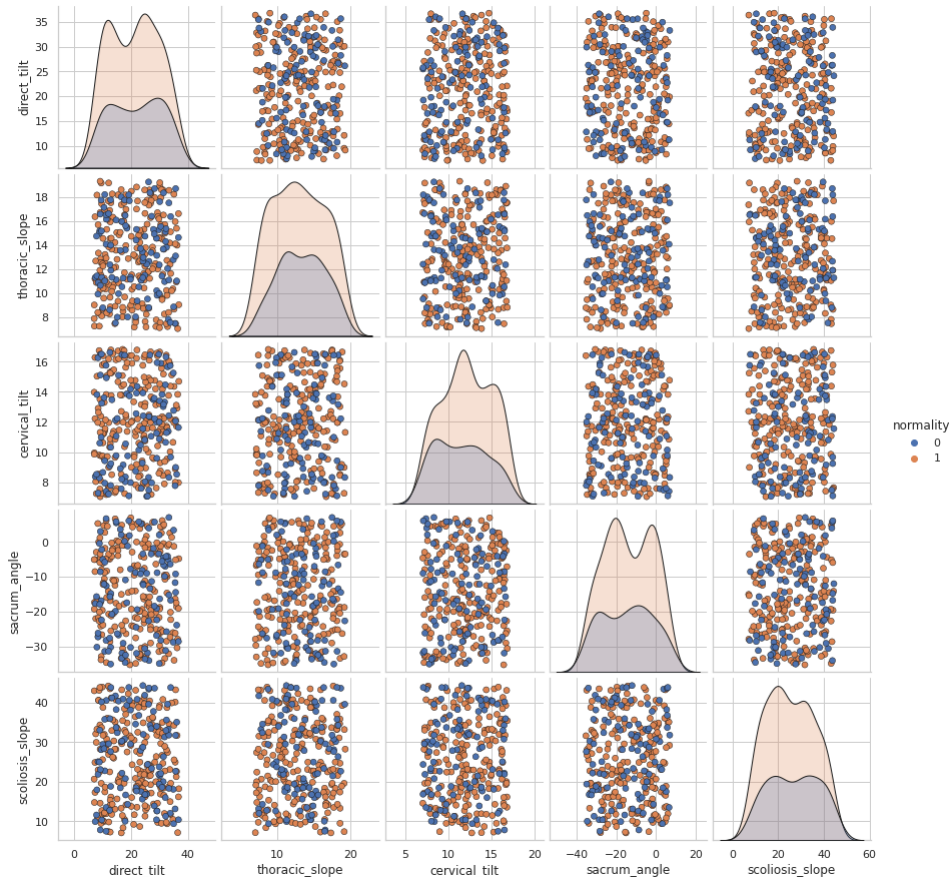 direct_tilt
35
30
25
20
15
10
thoracic_slope
18
16
14
12
10
8
cervical_tilt
16
14
12
10
8
normality
0
1
sacrum_angle
0
−10
−20
−30
scoliosis_slope
40
30
20
10
0 20 40
10 20
5 10 15 20
−40 −20 0 20
0 20 40 60
direct_tilt thoracic_slope cervical_tilt sacrum_angle scoliosis_slope